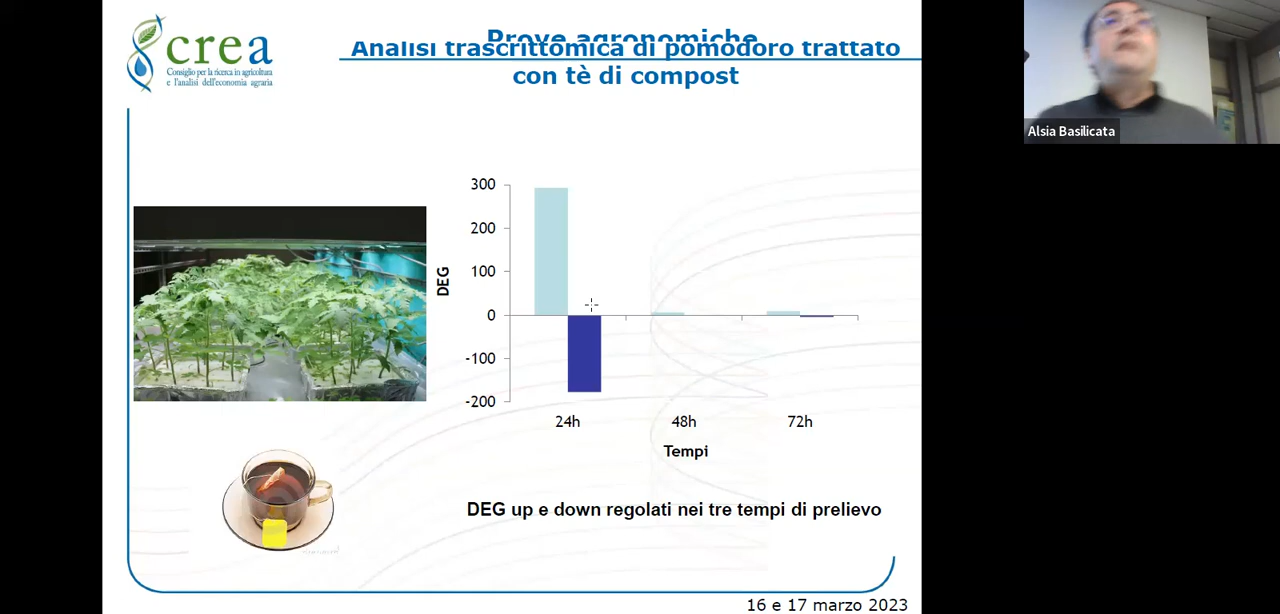 crea
Consiglio per la ricerca in agricoltura
e l'analisi dell'economia agraria
Prove agronomiche
Analisi trascrittomica di pomodoro trattato
con tè di compost
Alsia Basilicata
300
200
100
0
-100
-200
DEG
24h
48h
72h
Tempi
DEG up e down regolati nei tre tempi di prelievo
16 e 17 marzo 2023